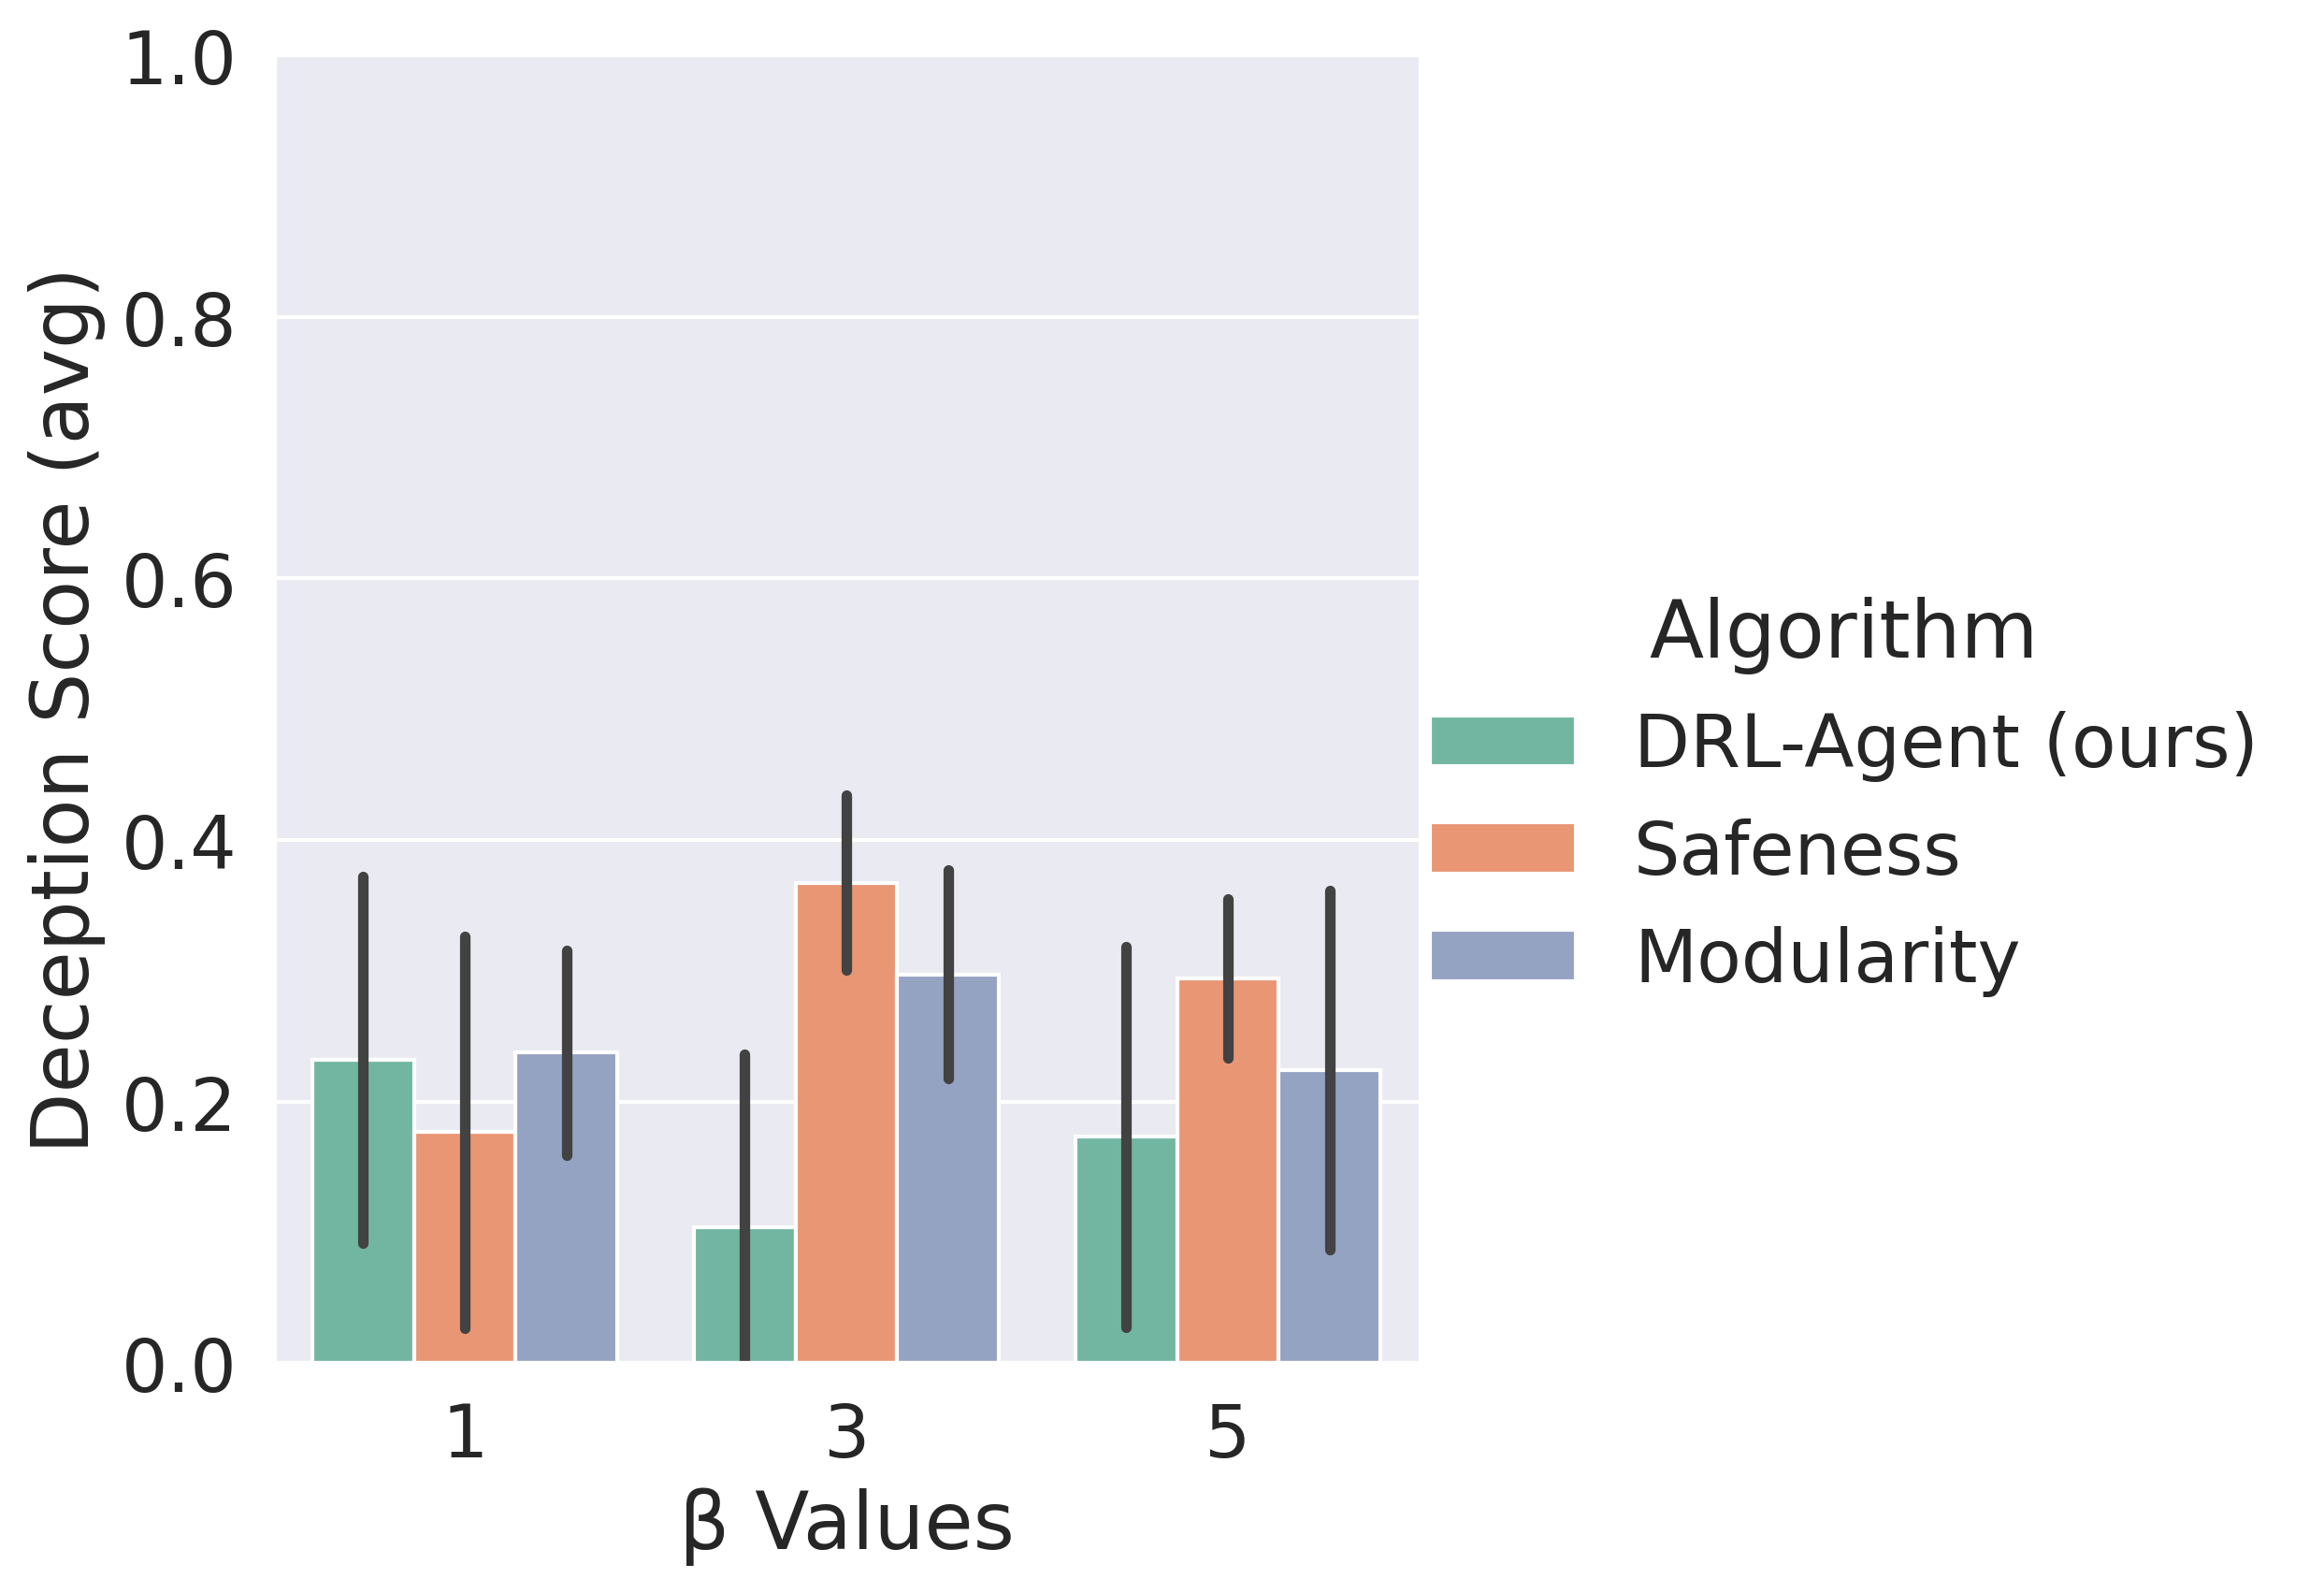 Deception Score (avg)
1.0
0.8
0.6
0.4
0.2
0.0
1 3 5
β Values
Algorithm
DRL-Agent (ours)
Safeness
Modularity